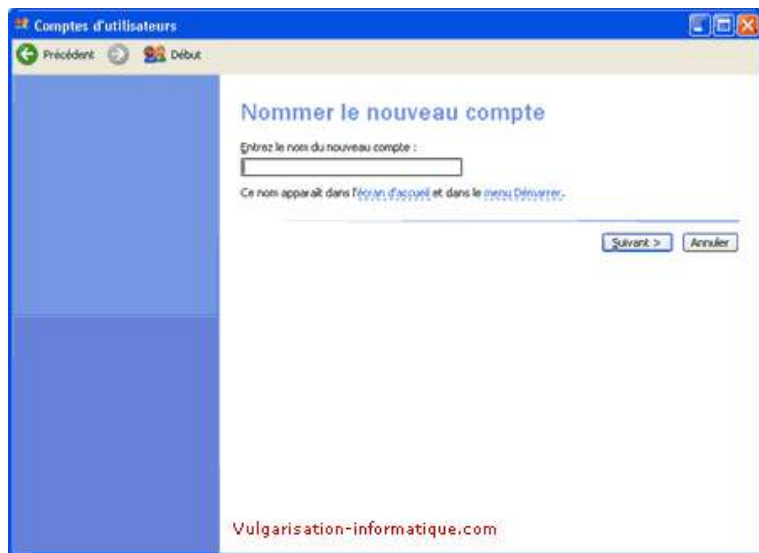 Comptes d'utilisateurs
Précédent Début
Nommer le nouveau compte
Entrez le nom du nouveau compte :
Ce nom apparaît dans l'écran d'accueil et dans le menu Démarrer.
Suivant > Annuler
Vulgarisation-informatique.com